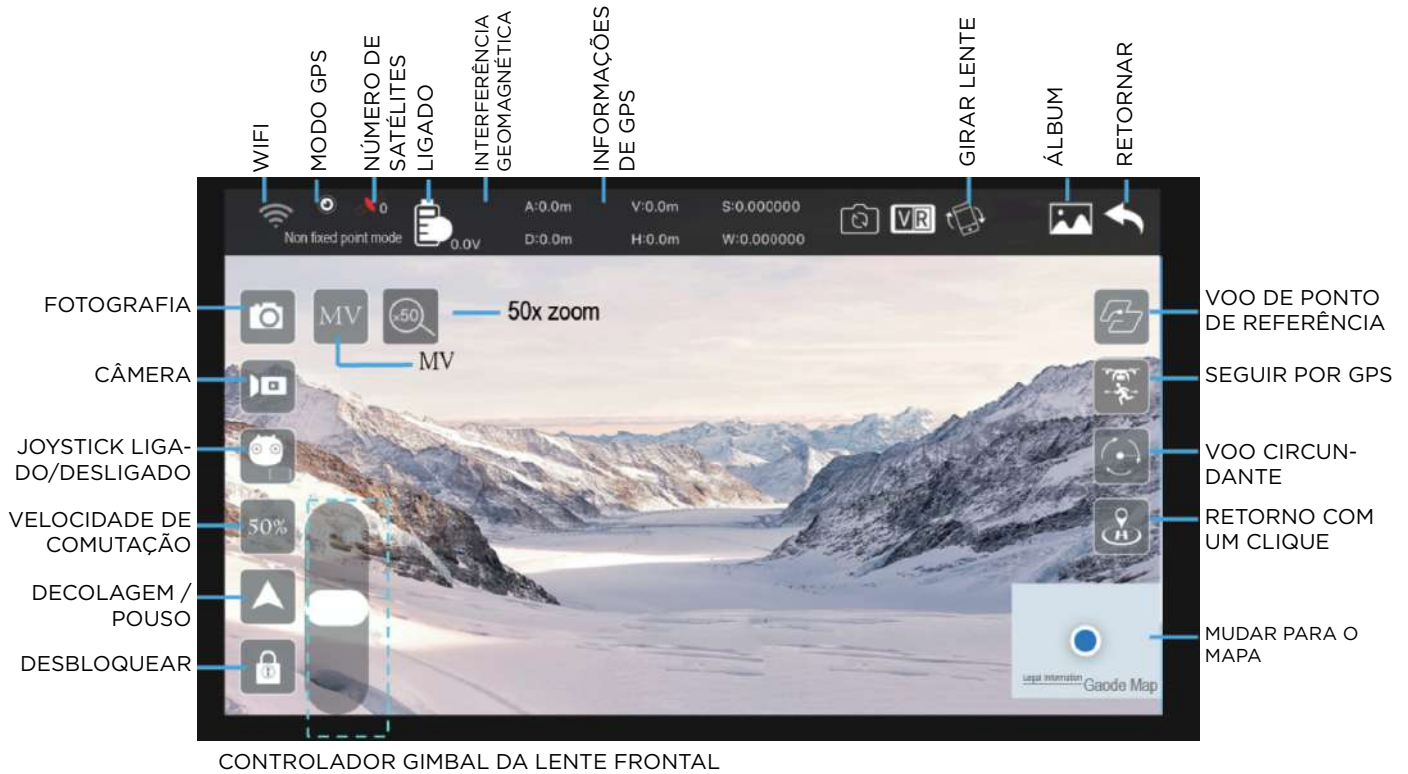 WIFI
MODO GPS
NÚMERO DE
SATÉLITES
LIGADO
INTERFERÊNCIA
GEOMAGNÉTICA
INFORMAÇÕES
DE GPS
GIRAR LENTE
ÁLBUM
RETORNAR
0
Non fixed point mode
0.0V
A:0.0m V:0.0m S:0.000000
D:0.0m H:0.0m W:0.000000
VR
FOTOGRAFIA
MV
x50
50x zoom
MV
CÂMERA
JOYSTICK LIGA-
DO/DESLIGADO
VELOCIDADE DE
COMUTAÇÃO
50%
DECOLAGEM /
POUSO
DESBLOQUEAR
VOO DE PONTO
DE REFERÊNCIA
SEGUIR POR GPS
VOO CIRCUN-
DANTE
RETORNO COM
UM CLIQUE
H
MUDAR PARA O
MAPA
Legal Information
Gaode Map
CONTROLADOR GIMBAL DA LENTE FRONTAL